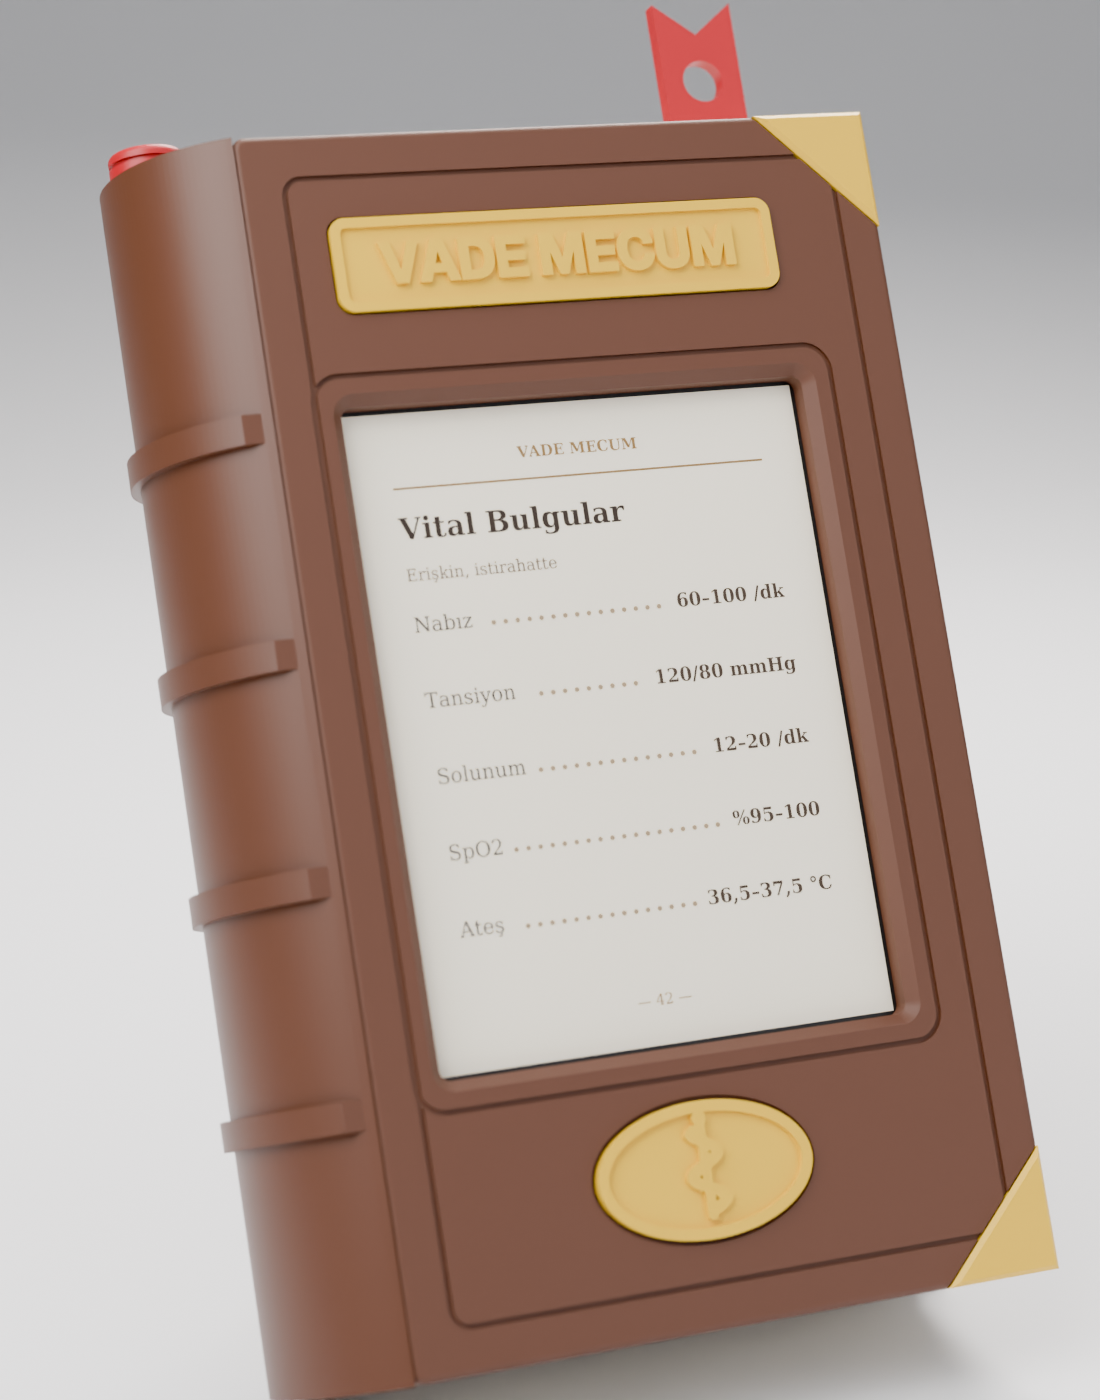 VADE MECUM
VADE MECUM
Vital Bulgular
Erişkin, istirahatte
Nabız .............. 60–100 /dk
Tansiyon ......... 120/80 mmHg
Solunum .............. 12–20 /dk
SpO2 .................. %95–100
Ateş ............... 36,5–37,5 °C
— 42 —